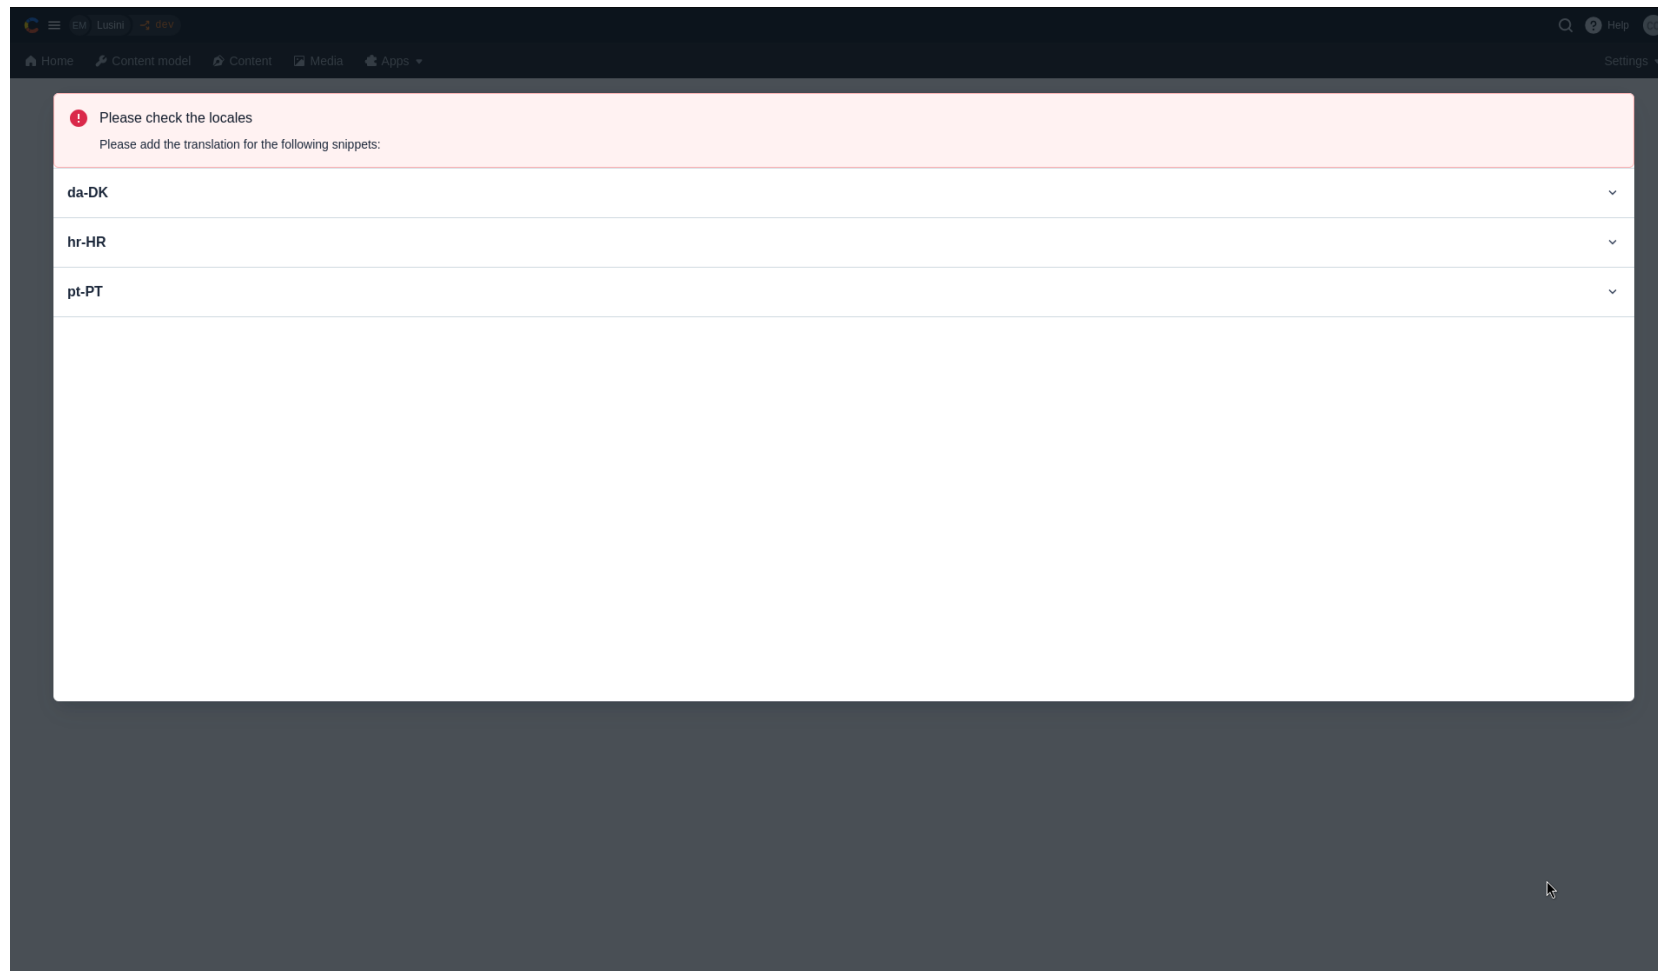 EM Lusini dev
Help
Home Content model Content Media Apps
Settings
Please check the locales
Please add the translation for the following snippets:
da-DK
hr-HR
pt-PT